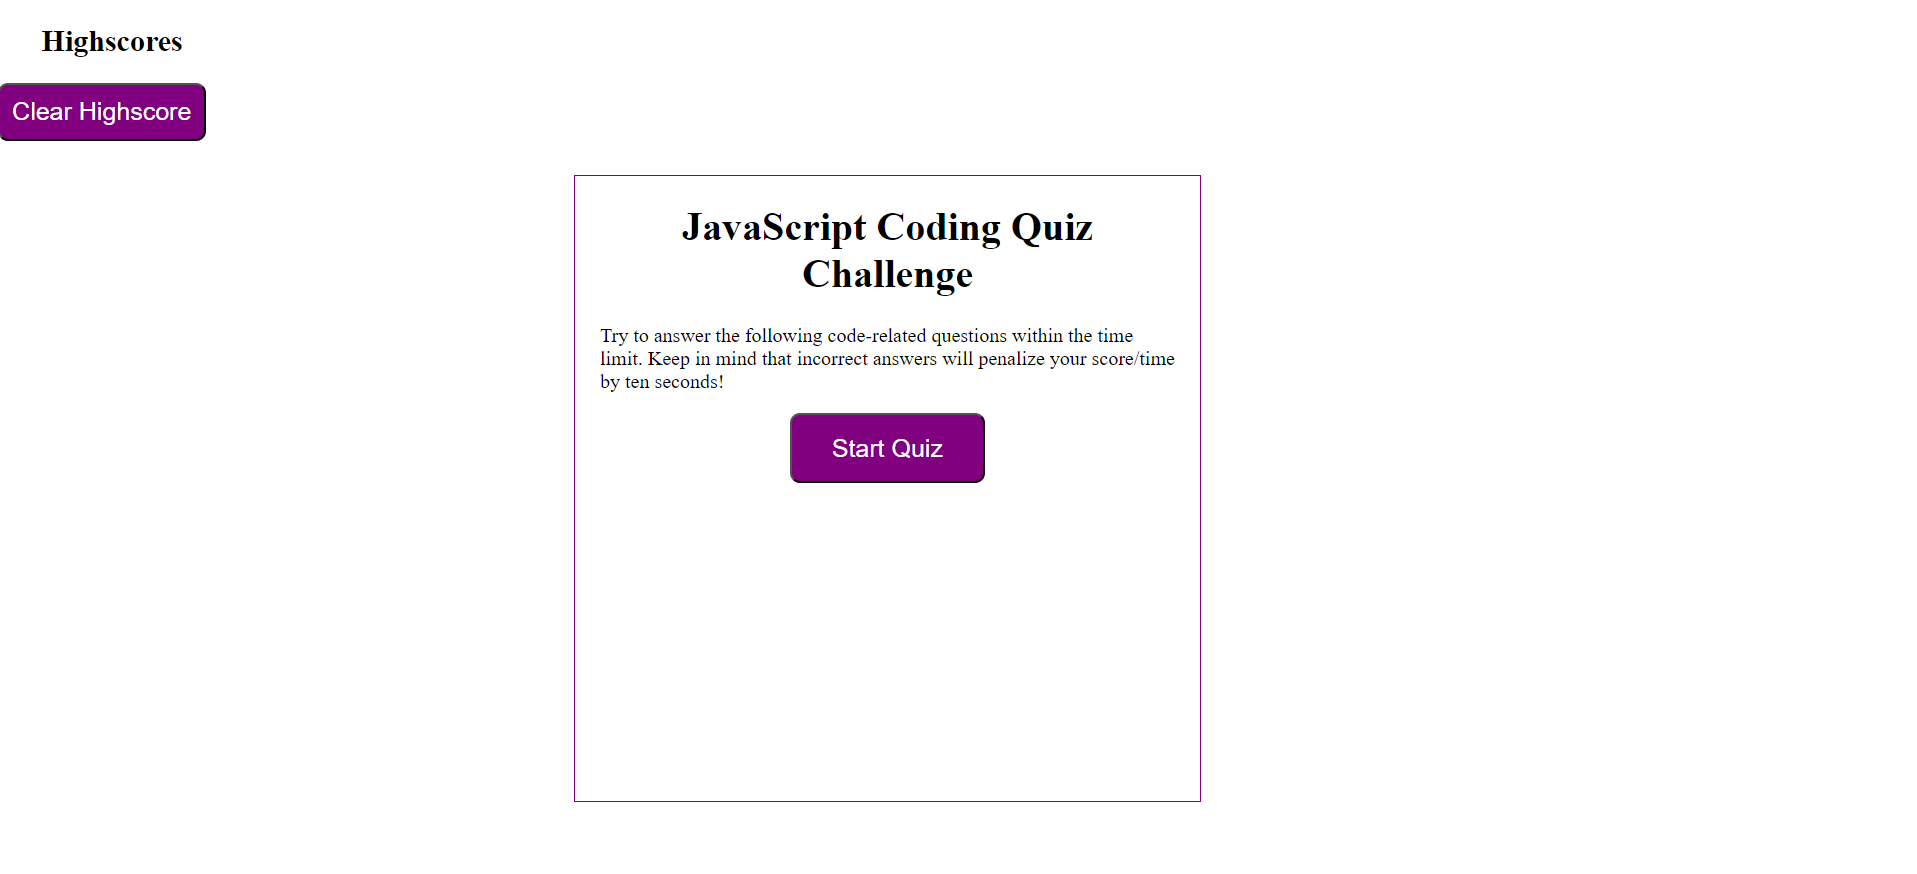 Highscores
Clear Highscore
JavaScript Coding Quiz
Challenge
Try to answer the following code-related questions within the time
limit. Keep in mind that incorrect answers will penalize your score/time
by ten seconds!
Start Quiz